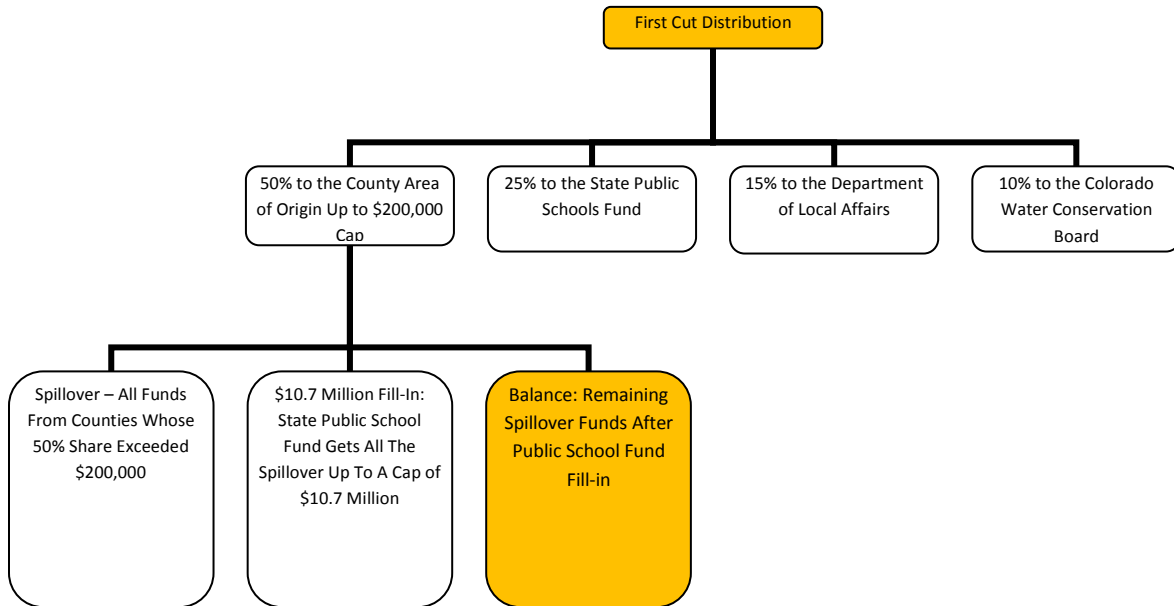 First Cut Distribution
50% to the County Area
of Origin Up to $200,000
Cap
25% to the State Public
Schools Fund
15% to the Department
of Local Affairs
10% to the Colorado
Water Conservation
Board
Spillover – All Funds
From Counties Whose
50% Share Exceeded
$200,000
$10.7 Million Fill-In:
State Public School
Fund Gets All The
Spillover Up To A Cap of
$10.7 Million
Balance: Remaining
Spillover Funds After
Public School Fund
Fill-in